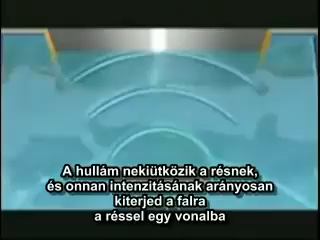 A hullám nekiütközik a résnek,
és onnan intenzitásának arányosan
kiterjed a falra
a réssel egy vonalba